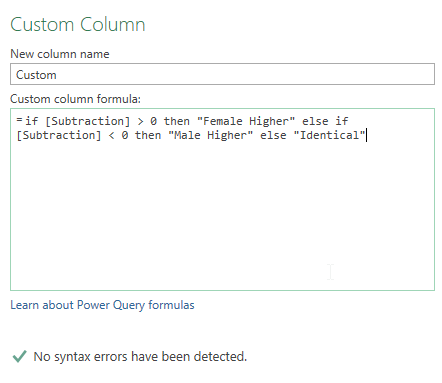 Custom Column
New column name
Custom
Custom column formula:
=if [Subtraction] > 0 then "Female Higher" else if
[Subtraction] < 0 then "Male Higher" else "Identical"
Learn about Power Query formulas
No syntax errors have been detected.